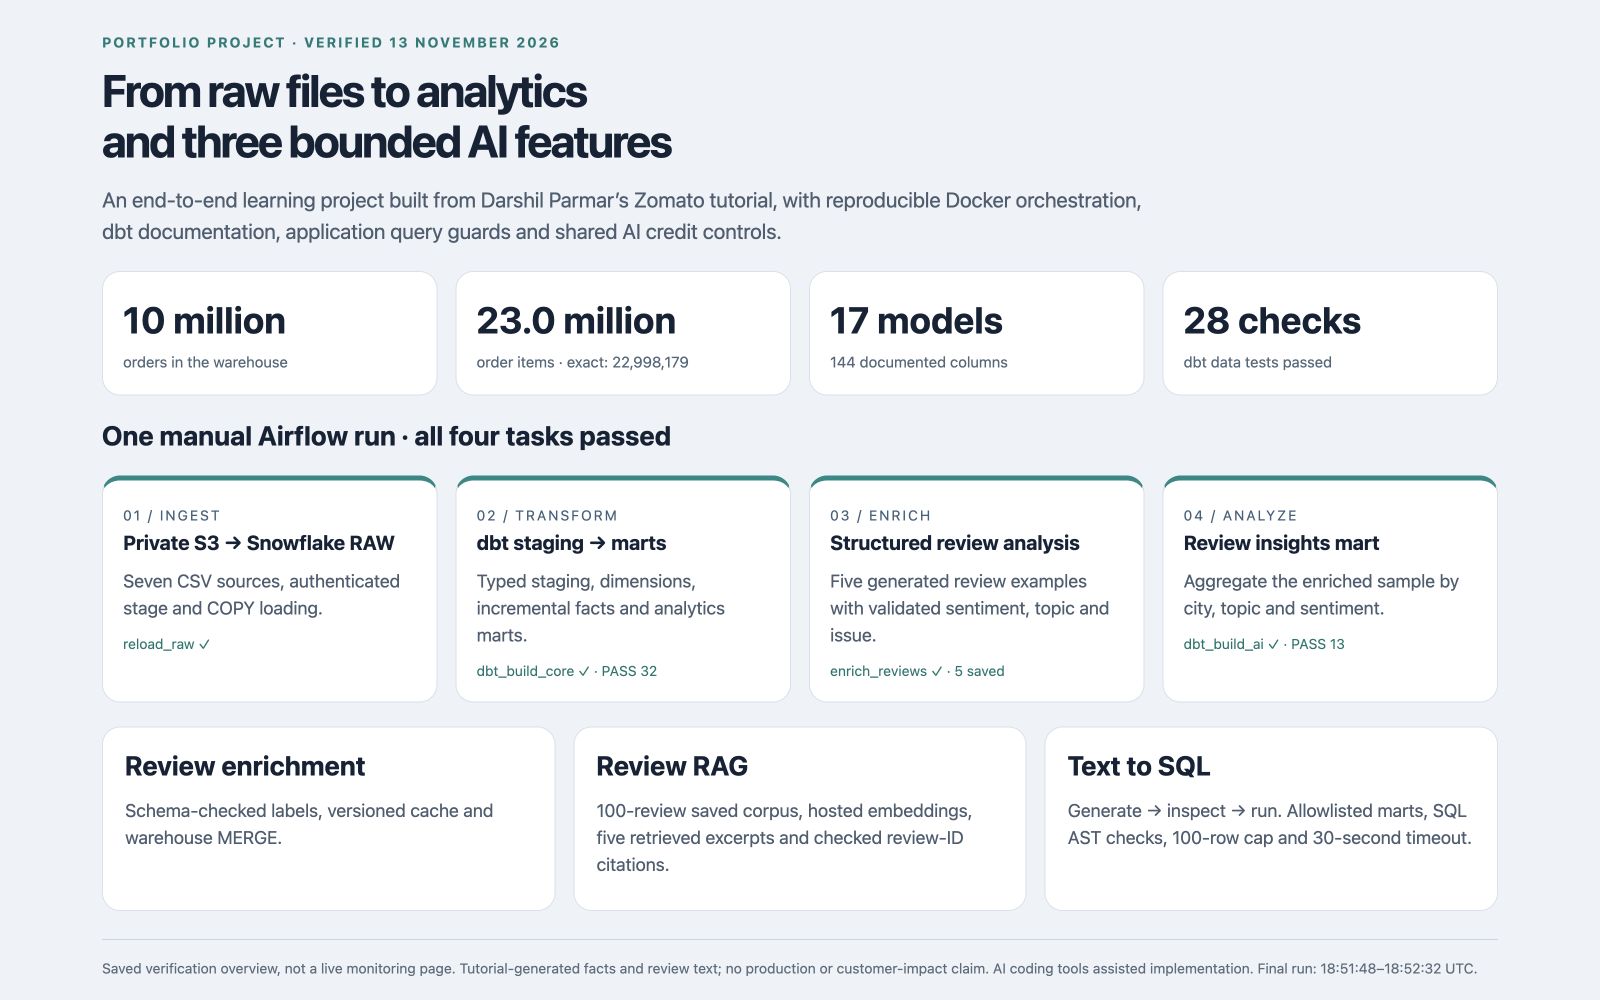 PORTFOLIO PROJECT · VERIFIED 13 NOVEMBER 2026
From raw files to analytics
and three bounded AI features
An end-to-end learning project built from Darshil Parmar’s Zomato tutorial, with reproducible Docker orchestration,
dbt documentation, application query guards and shared AI credit controls.
10 million
orders in the warehouse
23.0 million
order items · exact: 22,998,179
17 models
144 documented columns
28 checks
dbt data tests passed
One manual Airflow run · all four tasks passed
01 / INGEST
Private S3 → Snowflake RAW
Seven CSV sources, authenticated
stage and COPY loading.
reload_raw ✓
02 / TRANSFORM
dbt staging → marts
Typed staging, dimensions,
incremental facts and analytics
marts.
dbt_build_core ✓ · PASS 32
03 / ENRICH
Structured review analysis
Five generated review examples
with validated sentiment, topic and
issue.
enrich_reviews ✓ · 5 saved
04 / ANALYZE
Review insights mart
Aggregate the enriched sample by
city, topic and sentiment.
dbt_build_ai ✓ · PASS 13
Review enrichment
Schema-checked labels, versioned cache and
warehouse MERGE.
Review RAG
100-review saved corpus, hosted embeddings,
five retrieved excerpts and checked review-ID
citations.
Text to SQL
Generate → inspect → run. Allowlisted marts, SQL
AST checks, 100-row cap and 30-second timeout.
Saved verification overview, not a live monitoring page. Tutorial-generated facts and review text; no production or customer-impact claim. AI coding tools assisted implementation. Final run: 18:51:48–18:52:32 UTC.